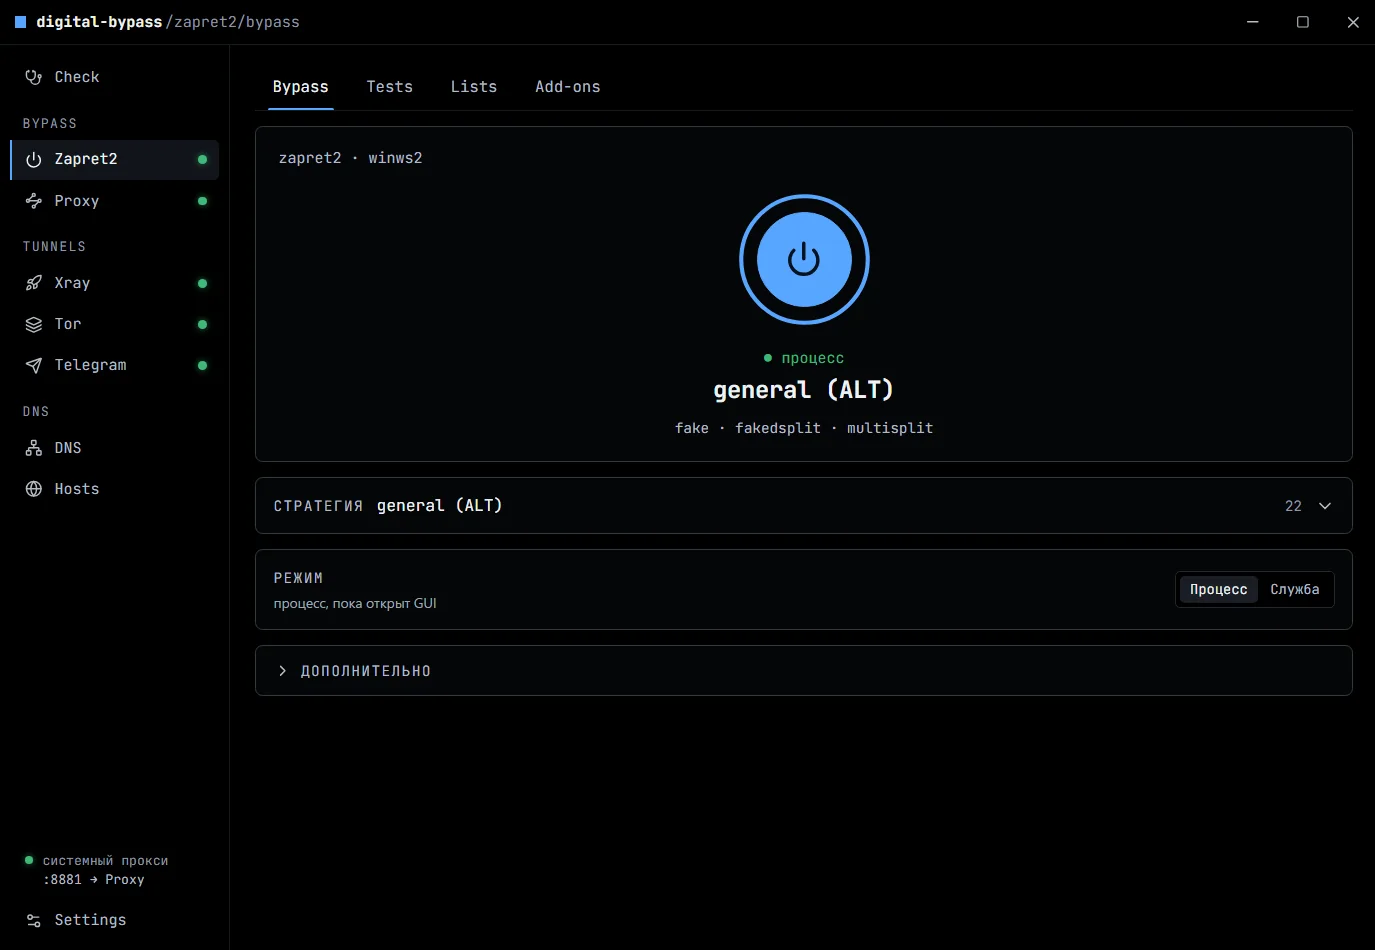 digital-bypass/zapret2/bypass
Check
BYPASS
Zapret2
Proxy
TUNNELS
Xray
Tor
Telegram
DNS
DNS
Hosts
системный прокси
:8881 → Proxy
Settings
Bypass Tests Lists Add-ons
zapret2 · winws2
процесс
general (ALT)
fake · fakedsplit · multisplit
СТРАТЕГИЯ general (ALT) 22
РЕЖИМ
процесс, пока открыт GUI
Процесс Служба
ДОПОЛНИТЕЛЬНО